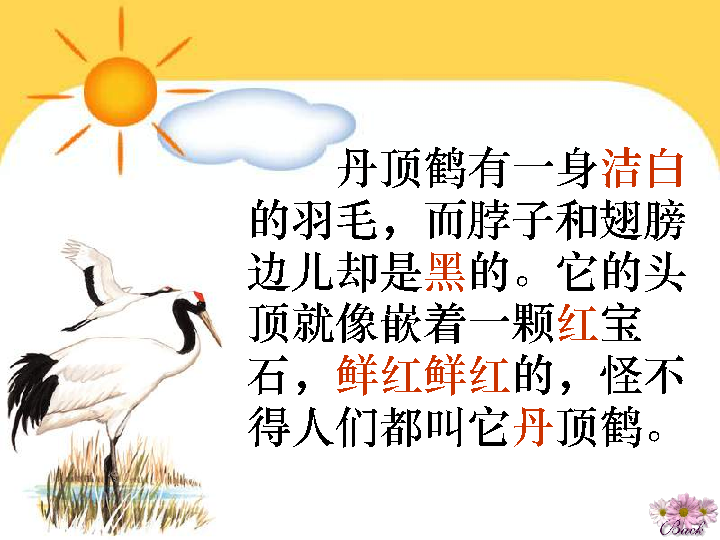 丹顶鹤有一身洁白
的羽毛，而脖子和翅膀
边儿却是黑的。它的头
顶就像嵌着一颗红宝
石，鲜红鲜红的，怪不
得人们都叫它丹顶鹤。
Back